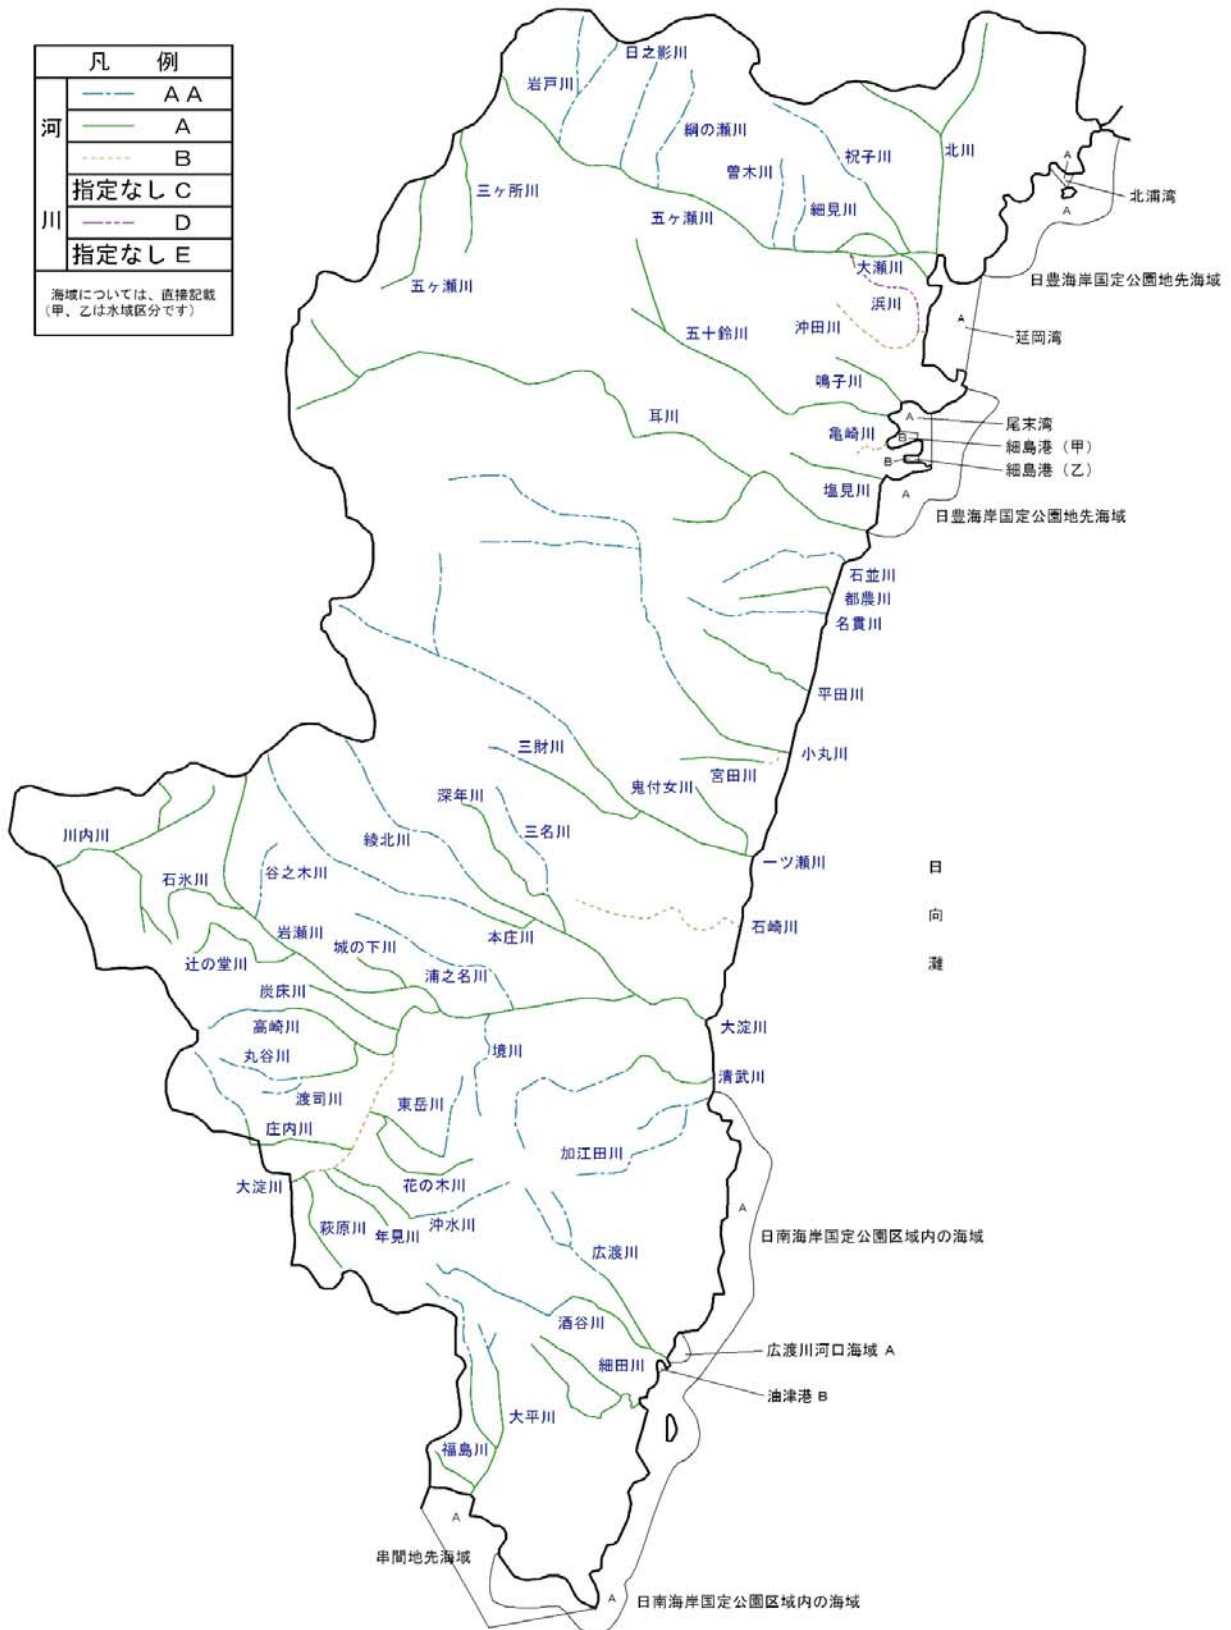 凡 例
河川
AA
A
B
指定なし C
D
指定なし E
海域については、直接記載
(甲、乙は水域区分です)
日之影川
岩戸川
綱の瀬川
曽木川
祝子川
北川
三ヶ所川
細見川
五ヶ瀬川
五ヶ瀬川
大瀬川
浜川
沖田川
五十鈴川
鳴子川
耳川
亀崎川
塩見川
A
A
北浦湾
日豊海岸国定公園地先海域
A
延岡湾
A
尾末湾
B
細島港(甲)
B
細島港(乙)
A
日豊海岸国定公園地先海域
石並川
都農川
名貫川
平田川
小丸川
三財川
宮田川
鬼付女川
深年川
三名川
綾北川
一ツ瀬川
川内川
石氷川
谷之木川
岩瀬川
城の下川
本庄川
石崎川
辻の堂川
浦之名川
炭床川
高崎川
大淀川
丸谷川
境川
清武川
渡司川
東岳川
庄内川
加江田川
大淀川
花の木川
萩原川
年見川
沖水川
広渡川
酒谷川
細田川
大平川
福島川
日
向
灘
A
日南海岸国定公園区域内の海域
広渡川河口海域 A
油津港 B
A
串間地先海域
A
日南海岸国定公園区域内の海域